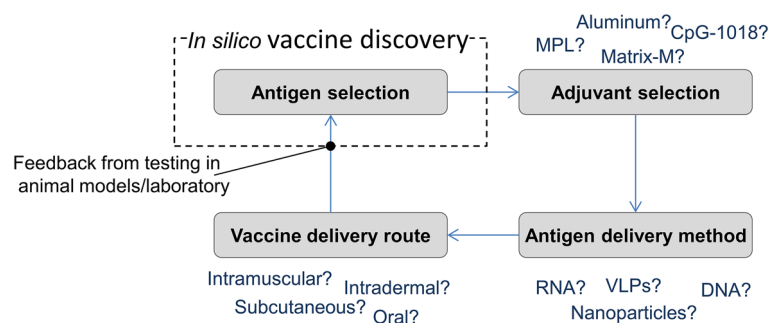 In silico vaccine discovery
Aluminum?
CpG-1018?
MPL?
Matrix-M?
Antigen selection
Adjuvant selection
Feedback from testing in
animal models/laboratory
Vaccine delivery route
Antigen delivery method
Intramuscular?
Intradermal?
Subcutaneous?
Oral?
RNA?
VLPs?
DNA?
Nanoparticles?